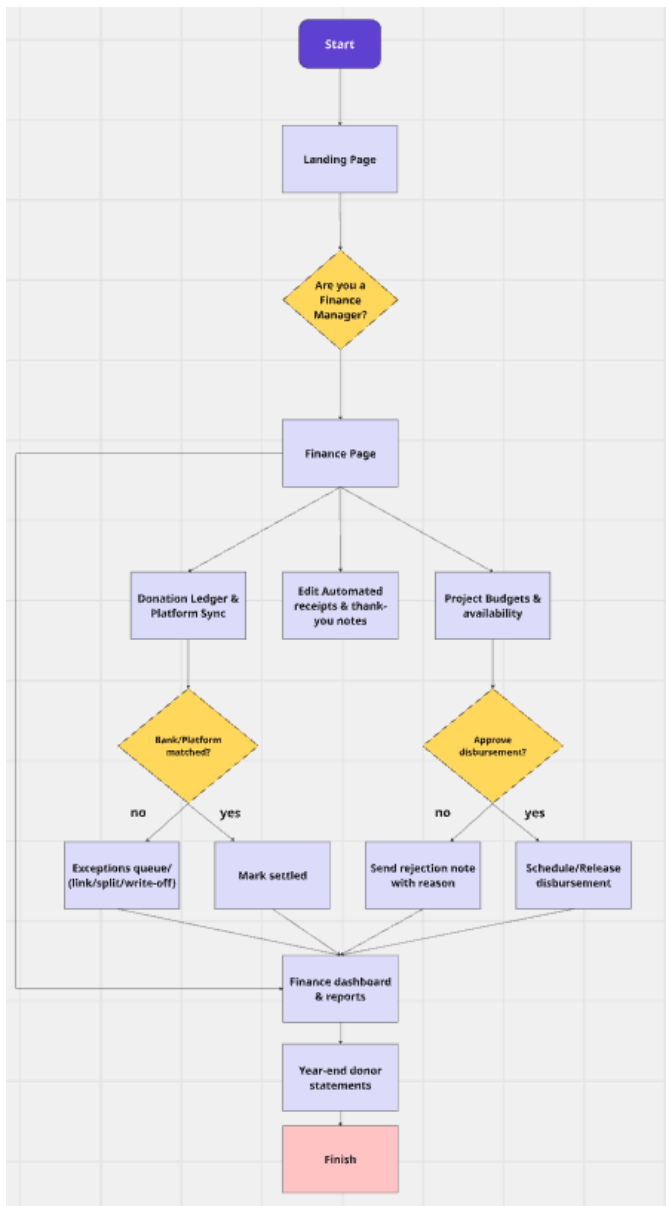 Start
Landing Page
Are you a
Finance
Manager?
Finance Page
Donation Ledger &
Platform Sync
Edit Automated
receipts & thank-
you notes
Project Budgets &
availability
Bank/Platform
matched?
Approve
disbursement?
no
yes
no
yes
Exceptions queue/
(link/split/write-off)
Mark settled
Send rejection note
with reason
Schedule/Release
disbursement
Finance dashboard
& reports
Year-end donor
statements
Finish